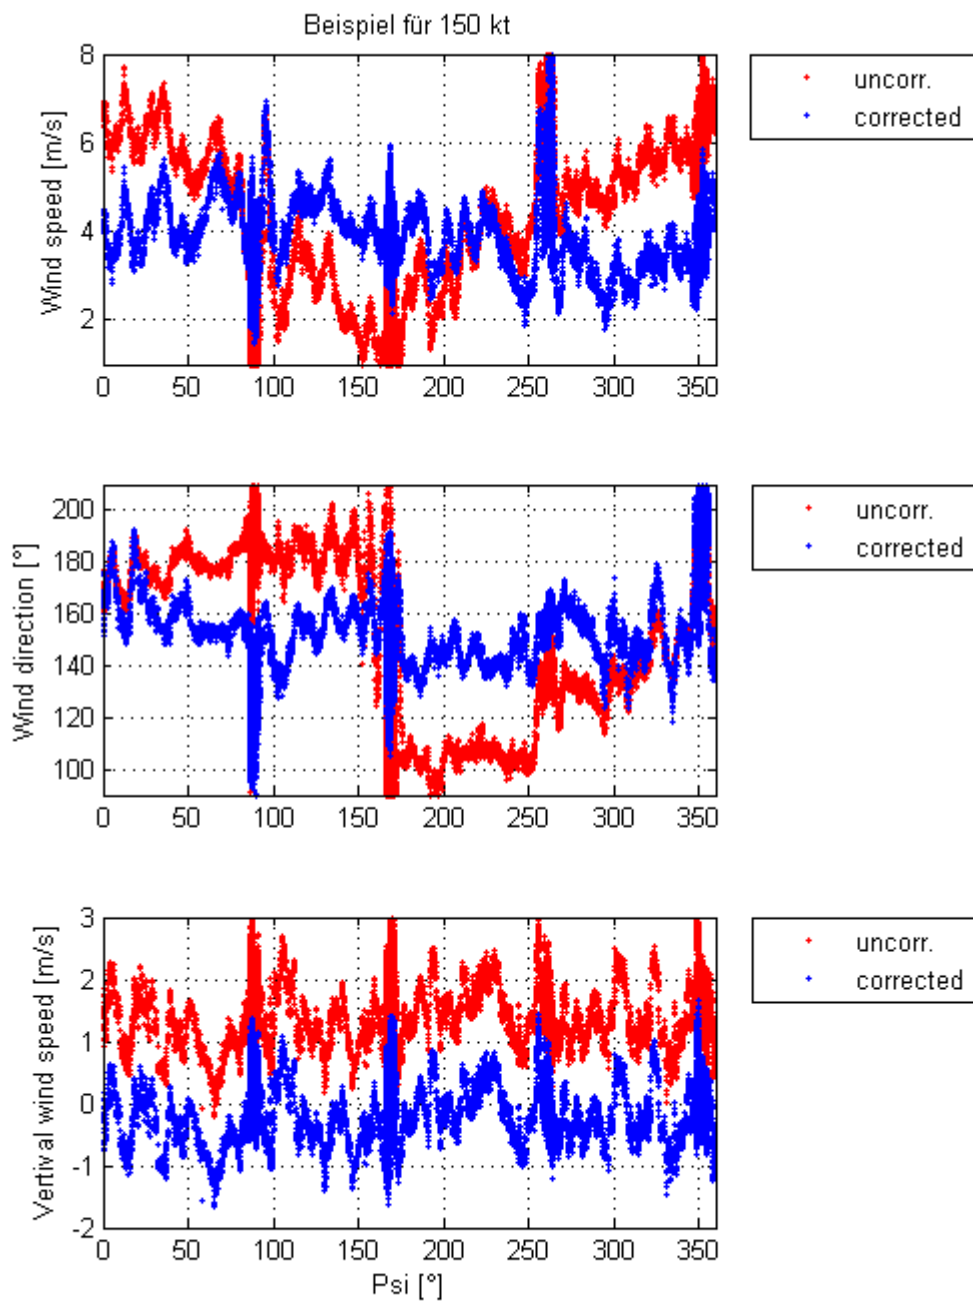 Beispiel für 150 kt
8
6
4
2
Wind speed [m/s]
0 50 100 150 200 250 300 350
uncorr.
corrected
200
180
160
140
120
100
Wind direction [°]
0 50 100 150 200 250 300 350
uncorr.
corrected
3
2
1
0
-1
-2
Vertival wind speed [m/s]
0 50 100 150 200 250 300 350
Psi [°]
uncorr.
corrected